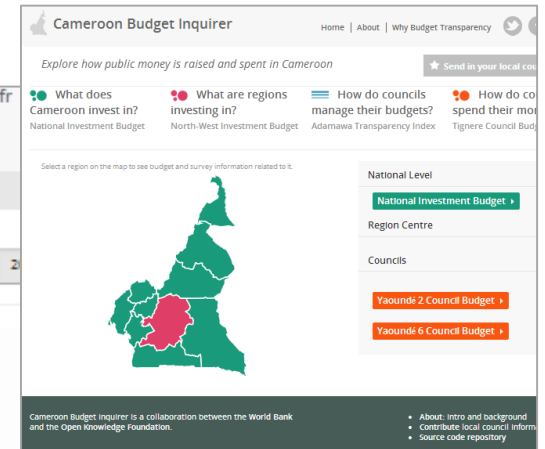 fr
Cameroon Budget Inquirer
Home | About | Why Budget Transparency
Explore how public money is raised and spent in Cameroon
Send in your local
What does
Cameroon invest in?
National Investment Budget
What are regions
investing in?
North-West Investment Budget
How do councils
manage their budgets?
Adamawa Transparency Index
How do
spend their
Tignere Council
Select a region on the map to see budget and survey information related to it.
National Level
National Investment Budget
Region Centre
Councils
Yaoundé 2 Council Budget
Yaoundé 6 Council Budget
Cameroon Budget Inquirer is a collaboration between the World Bank
and the Open Knowledge Foundation.
About: Intro and background
Contribute local council
Source code repository